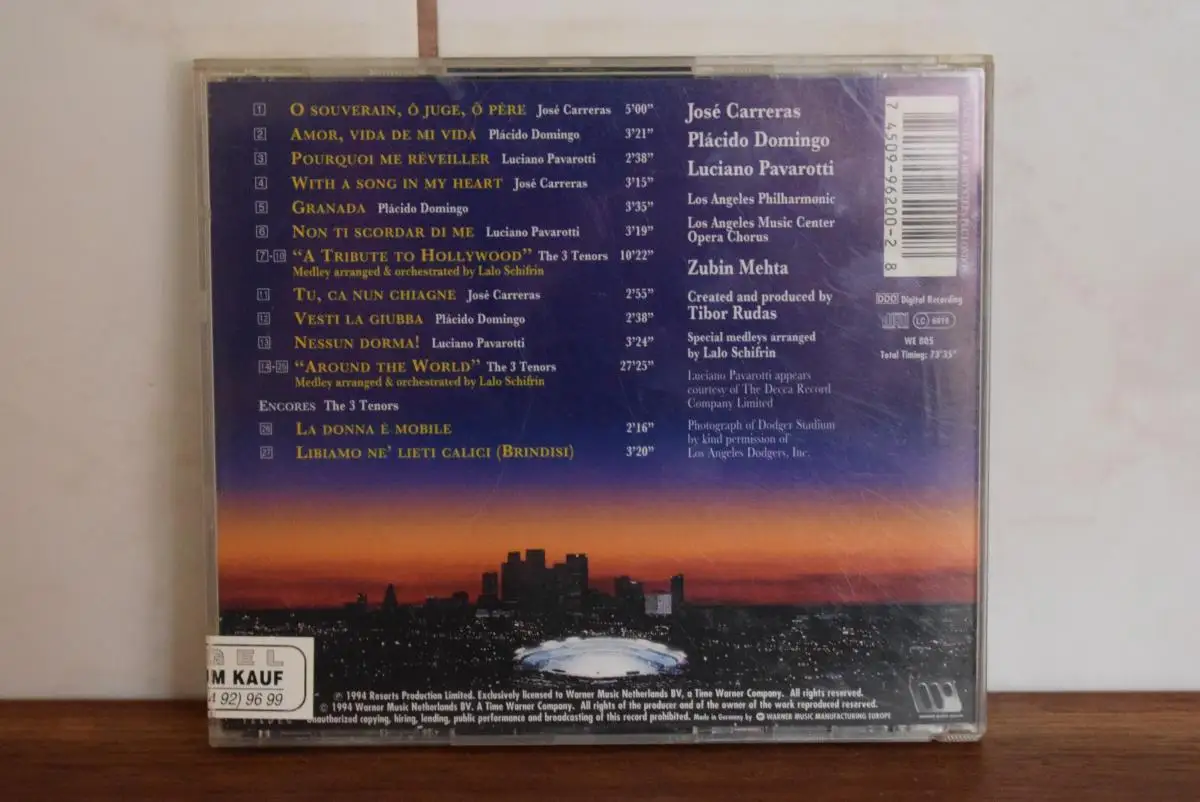 1 O SOUVERAIN, Ô JUGE, Ô PÈRE José Carreras 5'00"
2 AMOR, VIDA DE MI VIDA Plácido Domingo 3'21"
3 POURQUOI ME RÉVEILLER Luciano Pavarotti 2'38"
4 WITH A SONG IN MY HEART José Carreras 3'15"
5 GRANADA Plácido Domingo 3'35"
6 NON TI SCORDAR DI ME Luciano Pavarotti 3'19"
7-10 "A TRIBUTE TO HOLLYWOOD" The 3 Tenors 10'22"
Medley arranged & orchestrated by Lalo Schifrin
11 TU, CA NUN CHIAGNE José Carreras 2'55"
12 VESTI LA GIUBBA Plácido Domingo 2'38"
13 NESSUN DORMA! Luciano Pavarotti 3'24"
14-25 "AROUND THE WORLD" The 3 Tenors 27'25"
Medley arranged & orchestrated by Lalo Schifrin
ENCORES The 3 Tenors
26 LA DONNA È MOBILE 2'16"
27 LIBIAMO NE' LIETI CALICI (BRINDISI) 3'20"
José Carreras
Plácido Domingo
Luciano Pavarotti
Los Angeles Philharmonic
Los Angeles Music Center
Opera Chorus
Zubin Mehta
Created and produced by
Tibor Rudas
Special medleys arranged
by Lalo Schifrin
Luciano Pavarotti appears
courtesy of The Decca Record
Company Limited
Photograph of Dodger Stadium
by kind permission of
Los Angeles Dodgers, Inc.
7 4509-96200-2 8
DDD Digital Recording
LC 6019
WE 805
Total Timing: 73'35"
GEL
UM KAUF
4 92) 96 99
℗ 1994 Resorts Production Limited. Exclusively licensed to Warner Music Netherlands BV, a Time Warner Company. All rights reserved.
© 1994 Warner Music Netherlands BV. A Time Warner Company. All rights of the producer and of the owner of the work reproduced reserved.
Unauthorized copying, hiring, lending, public performance and broadcasting of this record prohibited. Made in Germany by WARNER MUSIC MANUFACTURING EUROPE